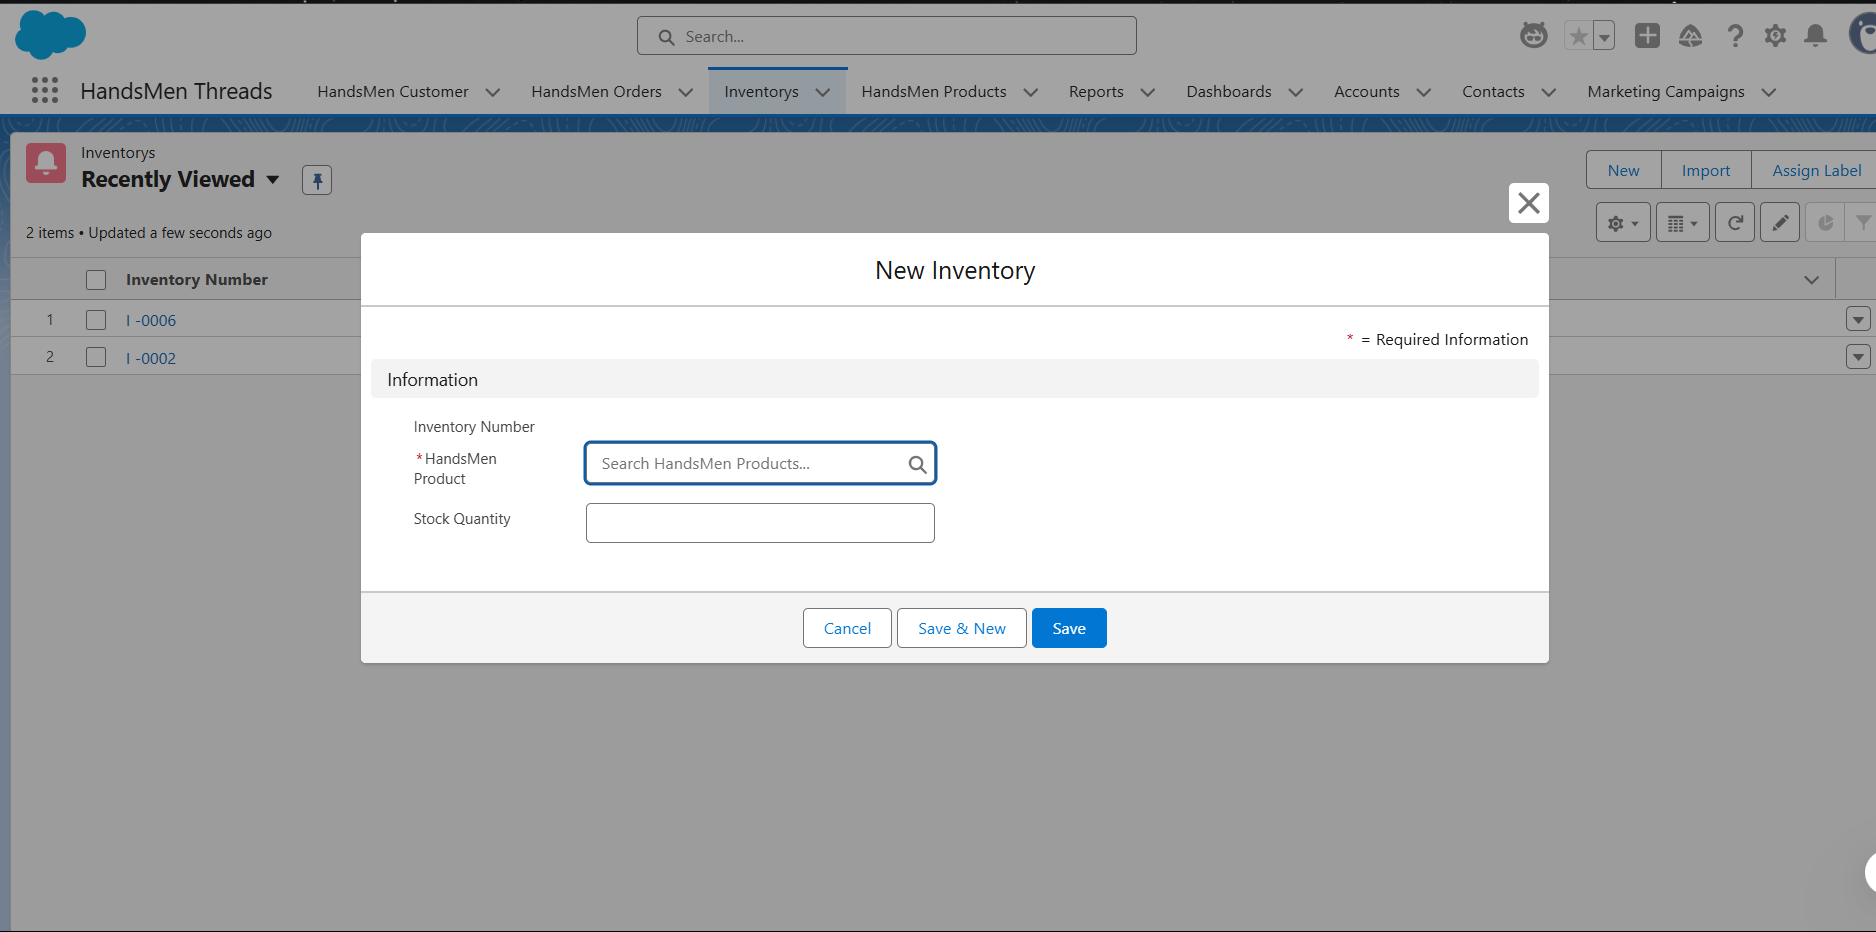 Search...
HandsMen Threads
HandsMen Customer
HandsMen Orders
Inventorys
HandsMen Products
Reports
Dashboards
Accounts
Contacts
Marketing Campaigns
Inventorys
Recently Viewed
New
Import
Assign Label
2 items • Updated a few seconds ago
Inventory Number
1
I -0006
2
I -0002
New Inventory
* = Required Information
Information
Inventory Number
*HandsMen
Product
Search HandsMen Products...
Stock Quantity
Cancel
Save & New
Save